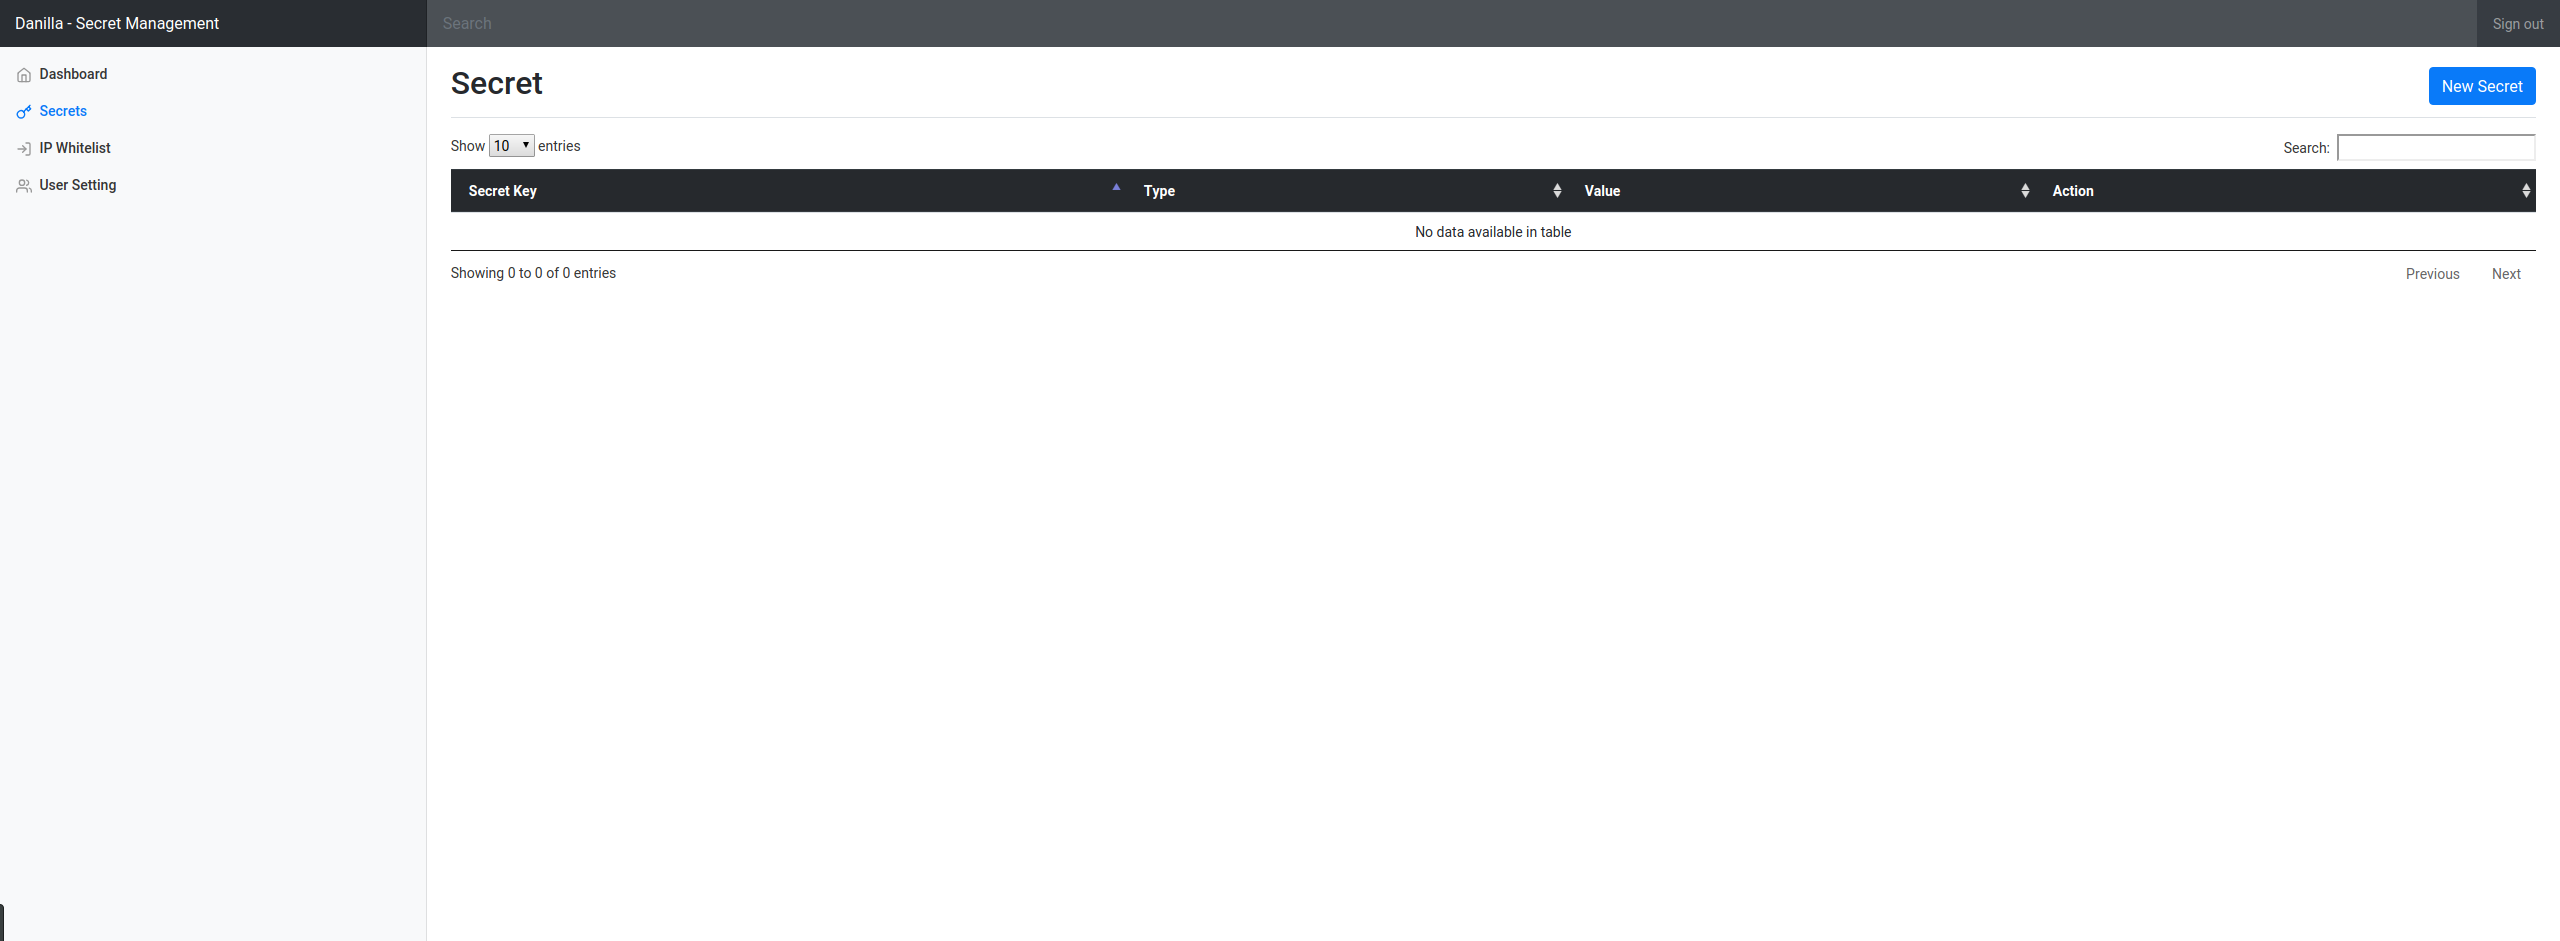 Danilla - Secret Management
Search
Sign out
Dashboard
Secrets
IP Whitelist
User Setting
Secret
New Secret
Show 10 entries
Search:
Secret Key Type Value Action
No data available in table
Showing 0 to 0 of 0 entries
Previous Next